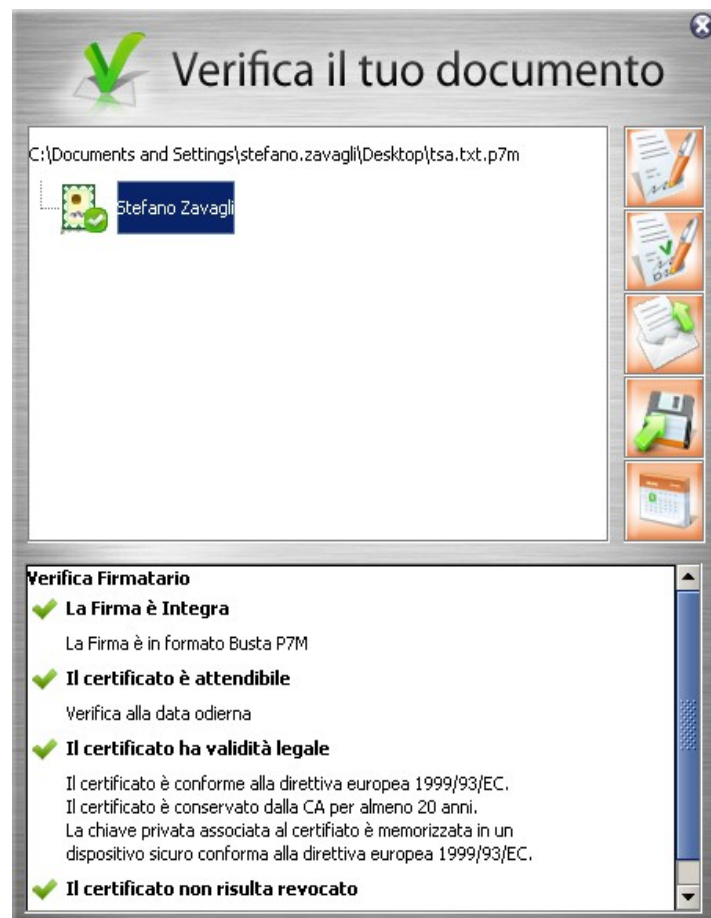 Verifica il tuo documento
C:\Documents and Settings\stefano.zavagli\Desktop\tsa.txt.p7m
Stefano Zavagli
Verifica Firmatario
La Firma è Integra
La Firma è in formato Busta P7M
Il certificato è attendibile
Verifica alla data odierna
Il certificato ha validità legale
Il certificato è conforme alla direttiva europea 1999/93/EC.
Il certificato è conservato dalla CA per almeno 20 anni.
La chiave privata associata al certifiato è memorizzata in un
dispositivo sicuro conforma alla direttiva europea 1999/93/EC.
Il certificato non risulta revocato